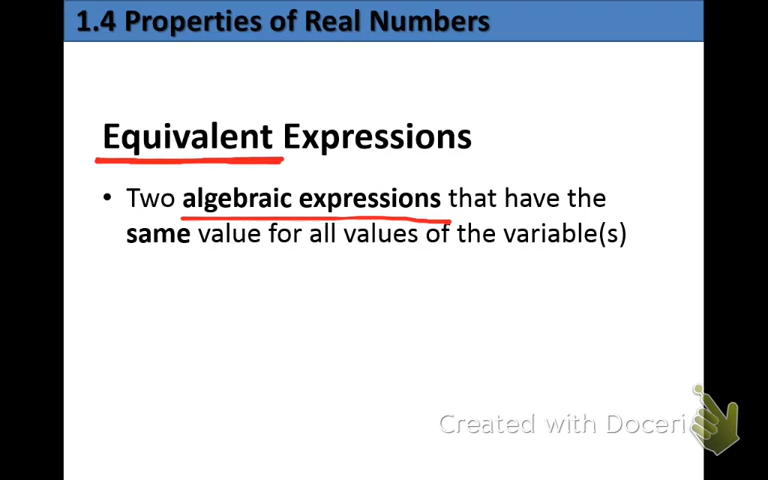 1.4 Properties of Real Numbers
Equivalent Expressions
• Two algebraic expressions that have the
same value for all values of the variable(s)
Created with Doceri